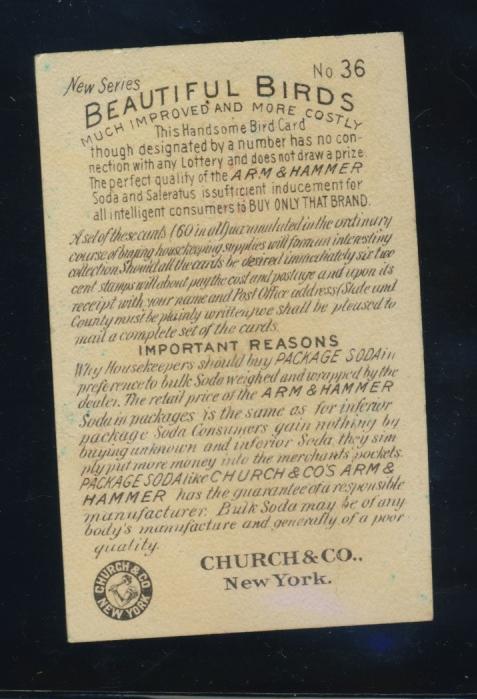 New Series
No 36
BEAUTIFUL BIRDS
MUCH IMPROVED AND MORE COSTLY
This Handsome Bird Card
though designated by a number has no con-
nection with any Lottery and does not draw a prize
The perfect quality of the ARM & HAMMER
Soda and Saleratus is sufficient inducement for
all intelligent consumers to BUY ONLY THAT BRAND.
A set of these cards (60 in all) accumulated in the ordinary
course of buying housekeeping supplies will form an interesting
collection. Should all the cards be desired immediately six two
cent stamps will about pay the cost and postage and upon its
receipt with your name and Post Office address (State and
County must be plainly written) we shall be pleased to
mail a complete set of the cards.
IMPORTANT REASONS
Why Housekeepers should buy PACKAGE SODA in
preference to bulk Soda weighed and wrapped by the
dealer. The retail price of the ARM & HAMMER
Soda in packages is the same as for inferior
package Soda Consumers gain nothing by
buying unknown and inferior Soda they sim
ply put more money into the merchants' pockets.
PACKAGE SODA like CHURCH & CO'S ARM &
HAMMER has the guarantee of a responsible
manufacturer. Bulk Soda may be of any
body's manufacture and generally of a poor
quality.
CHURCH & CO.,
New York.
CHURCH & CO
NEW YORK